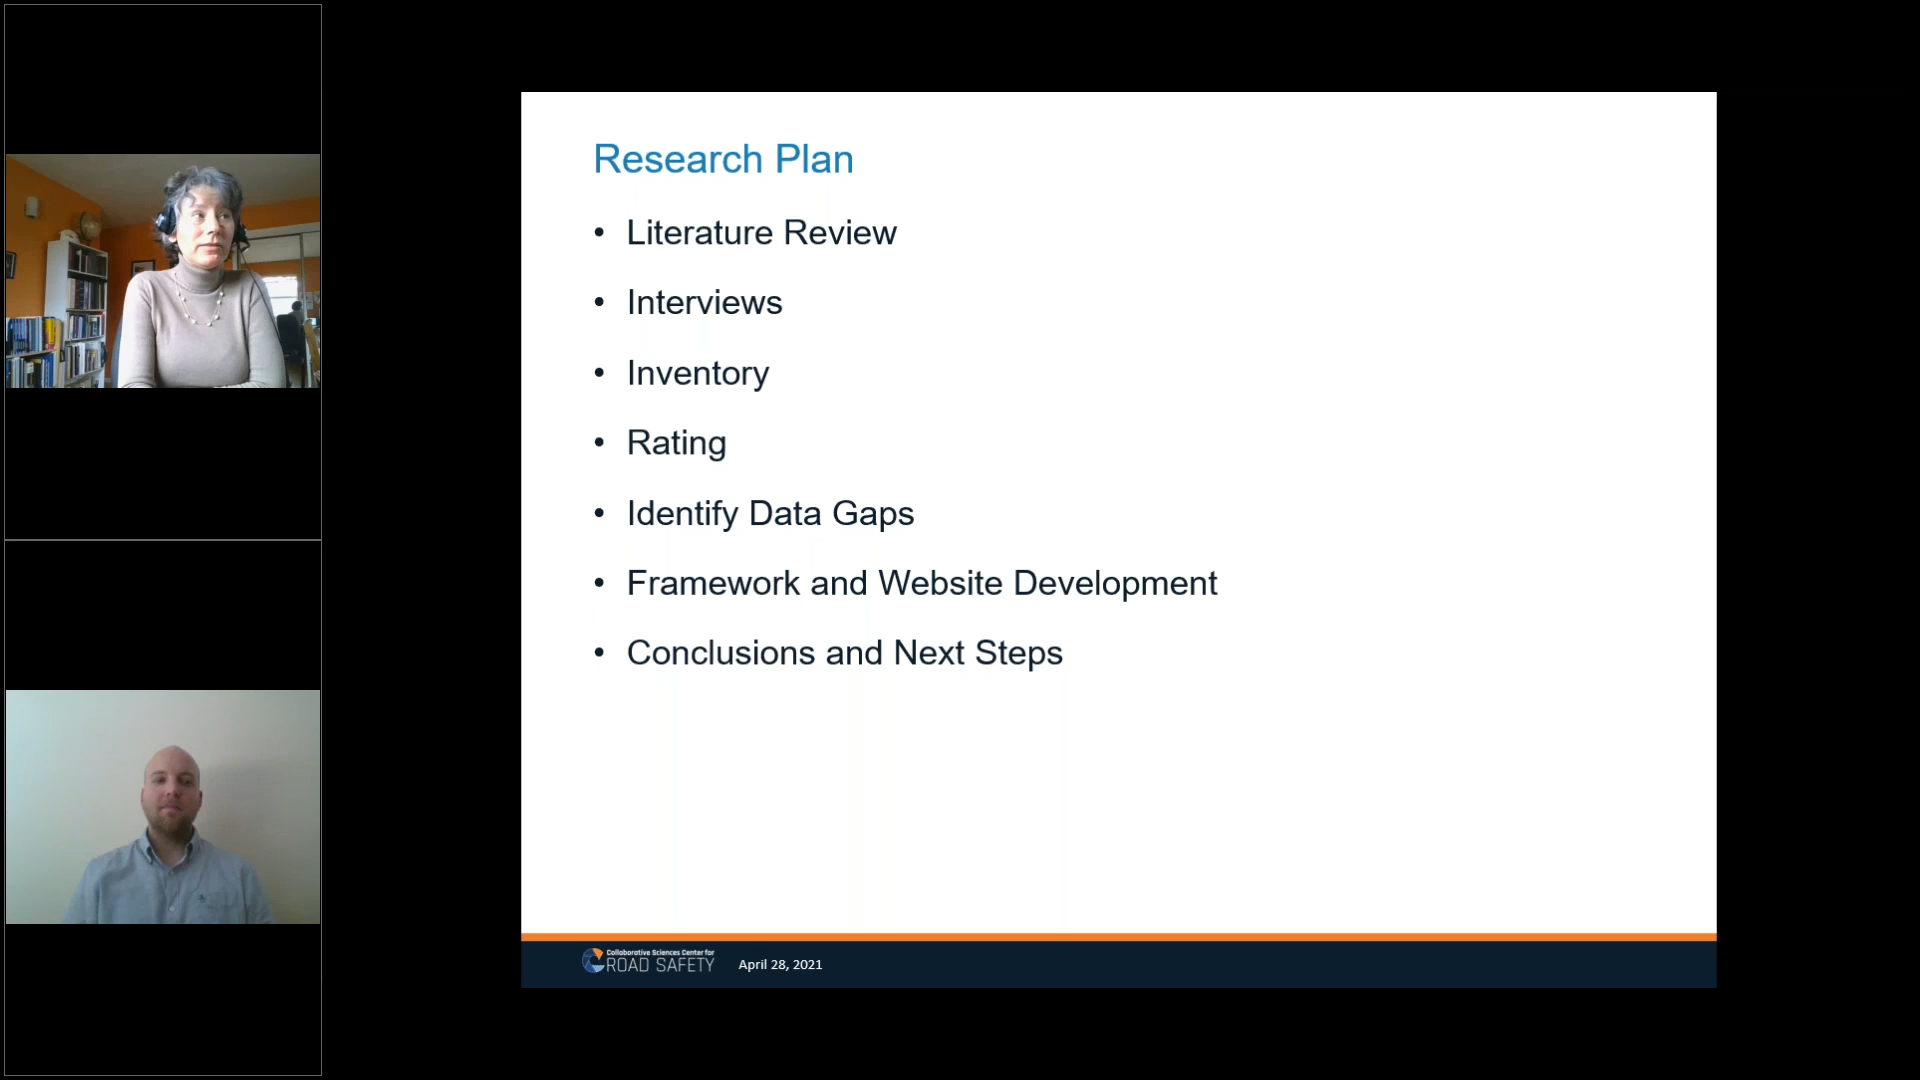 Research Plan
• Literature Review
• Interviews
• Inventory
• Rating
• Identify Data Gaps
• Framework and Website Development
• Conclusions and Next Steps
Collaborative Sciences Center for
ROAD SAFETY
April 28, 2021